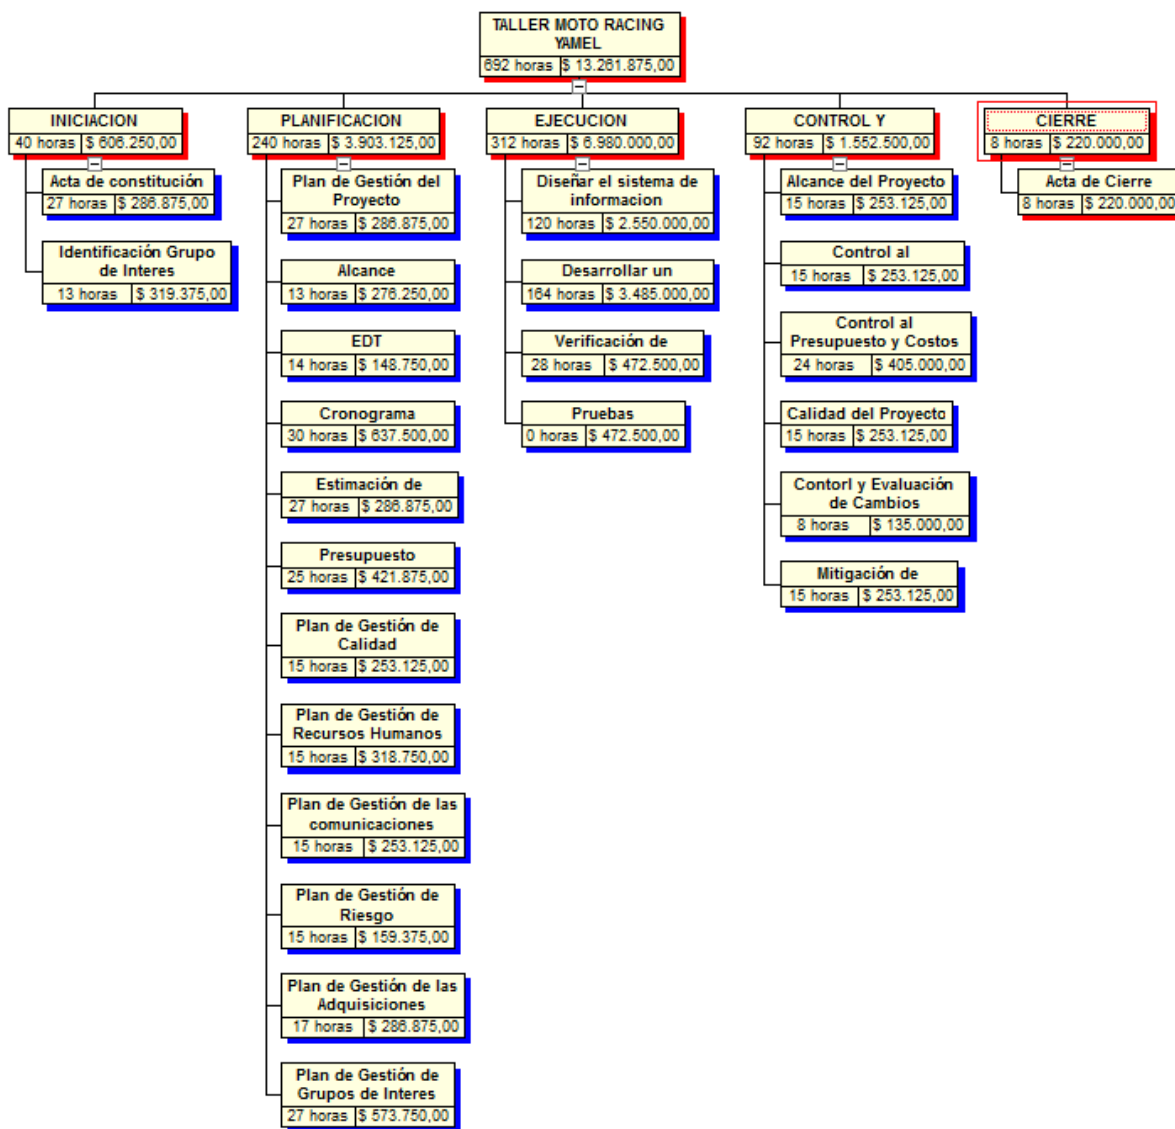 TALLER MOTO RACING
YAMEL
692 horas $ 13.261.875,00
INICIACION
40 horas $ 606.250,00
Acta de constitución
27 horas $ 286.875,00
Identificación Grupo
de Interes
13 horas $ 319.375,00
PLANIFICACION
240 horas $ 3.903.125,00
Plan de Gestión del
Proyecto
27 horas $ 286.875,00
Alcance
13 horas $ 276.250,00
EDT
14 horas $ 148.750,00
Cronograma
30 horas $ 637.500,00
Estimación de
27 horas $ 286.875,00
Presupuesto
25 horas $ 421.875,00
Plan de Gestión de
Calidad
15 horas $ 253.125,00
Plan de Gestión de
Recursos Humanos
15 horas $ 318.750,00
Plan de Gestión de las
comunicaciones
15 horas $ 253.125,00
Plan de Gestión de
Riesgo
15 horas $ 159.375,00
Plan de Gestión de las
Adquisiciones
17 horas $ 286.875,00
Plan de Gestión de
Grupos de Interes
27 horas $ 573.750,00
EJECUCION
312 horas $ 6.980.000,00
Diseñar el sistema de
informacion
120 horas $ 2.550.000,00
Desarrollar un
164 horas $ 3.485.000,00
Verificación de
28 horas $ 472.500,00
Pruebas
0 horas $ 472.500,00
CONTROL Y
92 horas $ 1.552.500,00
Alcance del Proyecto
15 horas $ 253.125,00
Control al
15 horas $ 253.125,00
Control al
Presupuesto y Costos
24 horas $ 405.000,00
Calidad del Proyecto
15 horas $ 253.125,00
Contorl y Evaluación
de Cambios
8 horas $ 135.000,00
Mitigación de
15 horas $ 253.125,00
CIERRE
8 horas $ 220.000,00
Acta de Cierre
8 horas $ 220.000,00